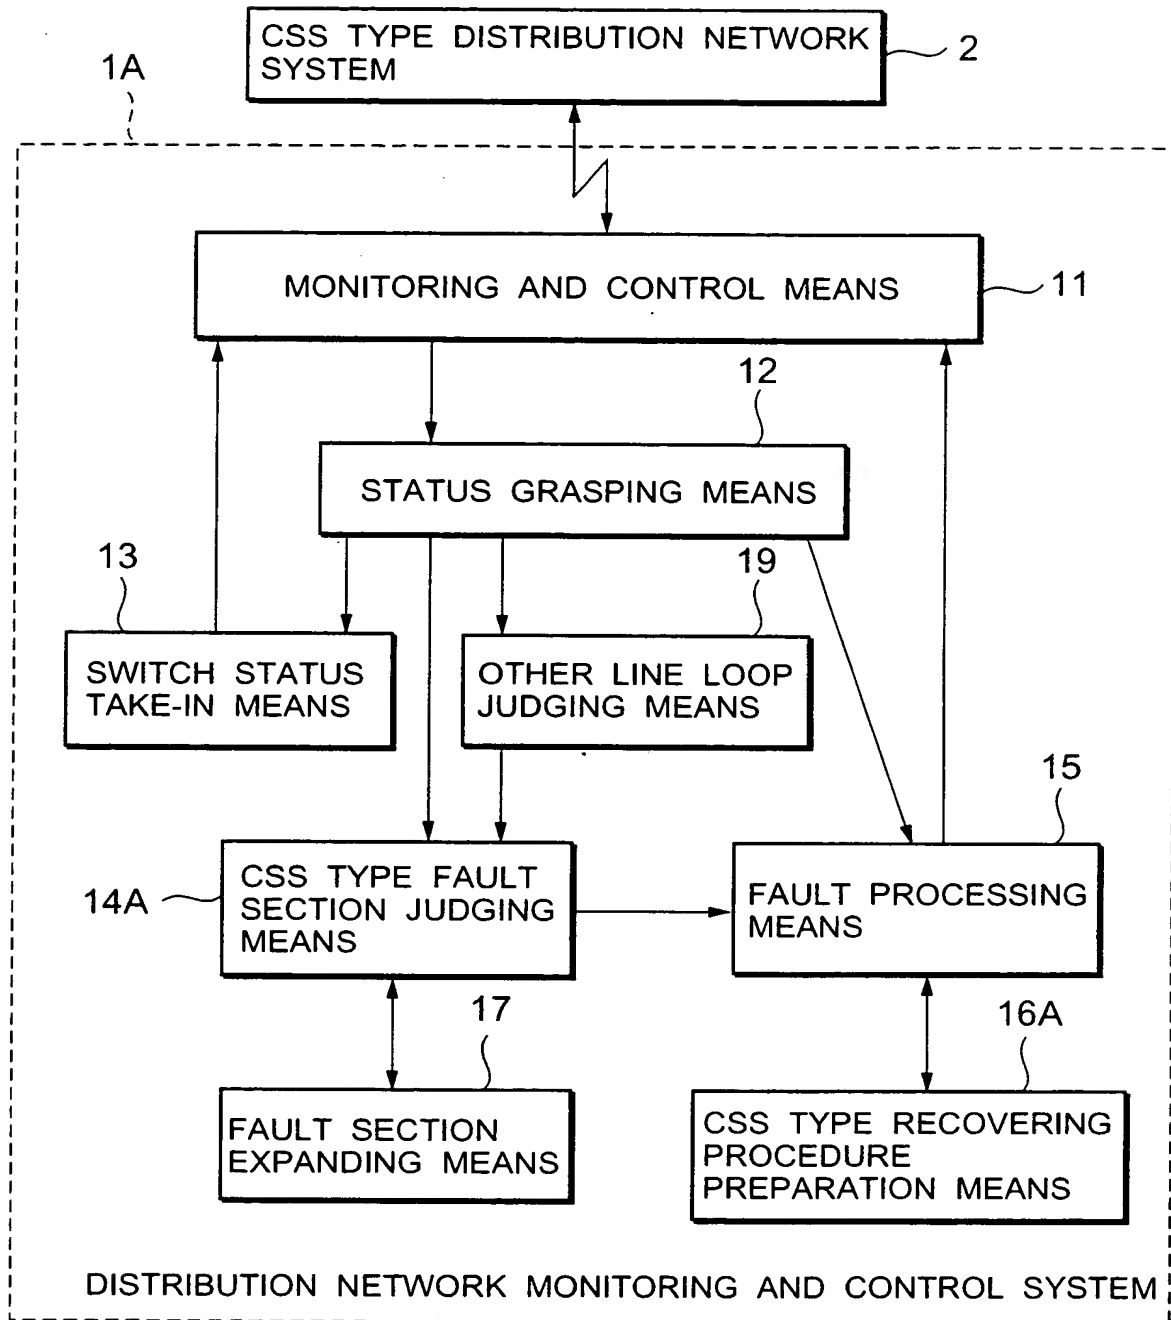 CSS TYPE DISTRIBUTION NETWORK
SYSTEM
2
1A
MONITORING AND CONTROL MEANS
11
12
STATUS GRASPING MEANS
13
19
SWITCH STATUS
TAKE-IN MEANS
OTHER LINE LOOP
JUDGING MEANS
15
14A
CSS TYPE FAULT
SECTION JUDGING
MEANS
FAULT PROCESSING
MEANS
17
16A
FAULT SECTION
EXPANDING MEANS
CSS TYPE RECOVERING
PROCEDURE
PREPARATION MEANS
DISTRIBUTION NETWORK MONITORING AND CONTROL SYSTEM